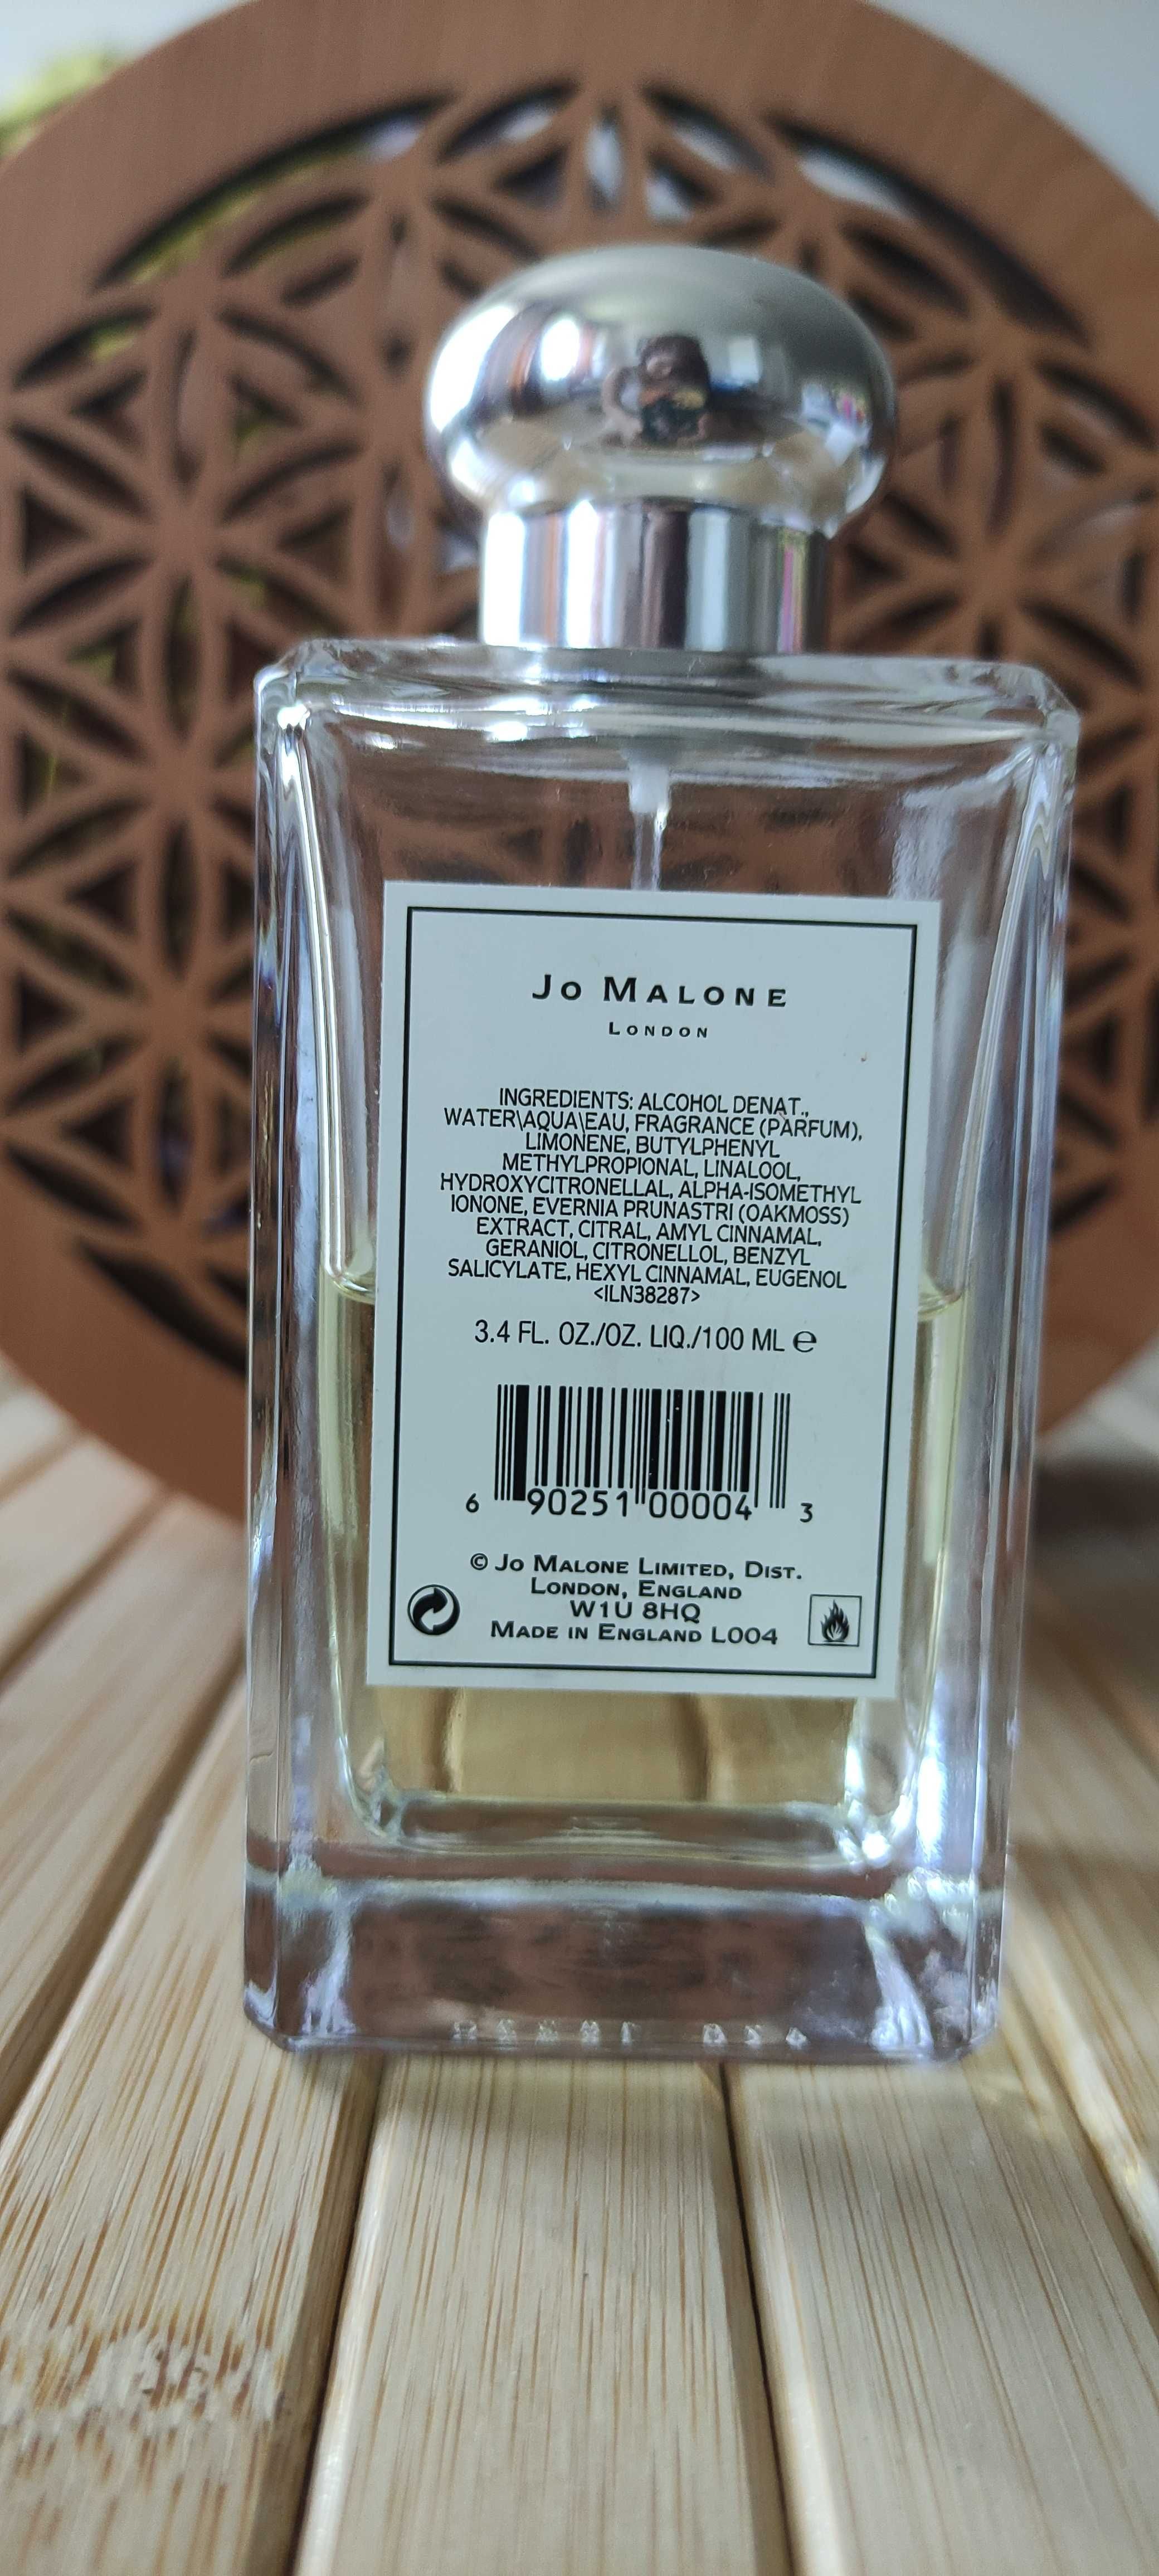 JO MALONE
LONDON
INGREDIENTS: ALCOHOL DENAT.,
WATER\AQUA\EAU, FRAGRANCE (PARFUM),
LIMONENE, BUTYLPHENYL
METHYLPROPIONAL, LINALOOL,
HYDROXYCITRONELLAL, ALPHA-ISOMETHYL
IONONE, EVERNIA PRUNASTRI (OAKMOSS)
EXTRACT, CITRAL, AMYL CINNAMAL,
GERANIOL, CITRONELLOL, BENZYL
SALICYLATE, HEXYL CINNAMAL, EUGENOL
<ILN38287>
3.4 FL. OZ./OZ. LIQ./100 ML ℮
6 90251 00004 3
© JO MALONE LIMITED, DIST.
LONDON, ENGLAND
W1U 8HQ
MADE IN ENGLAND L004